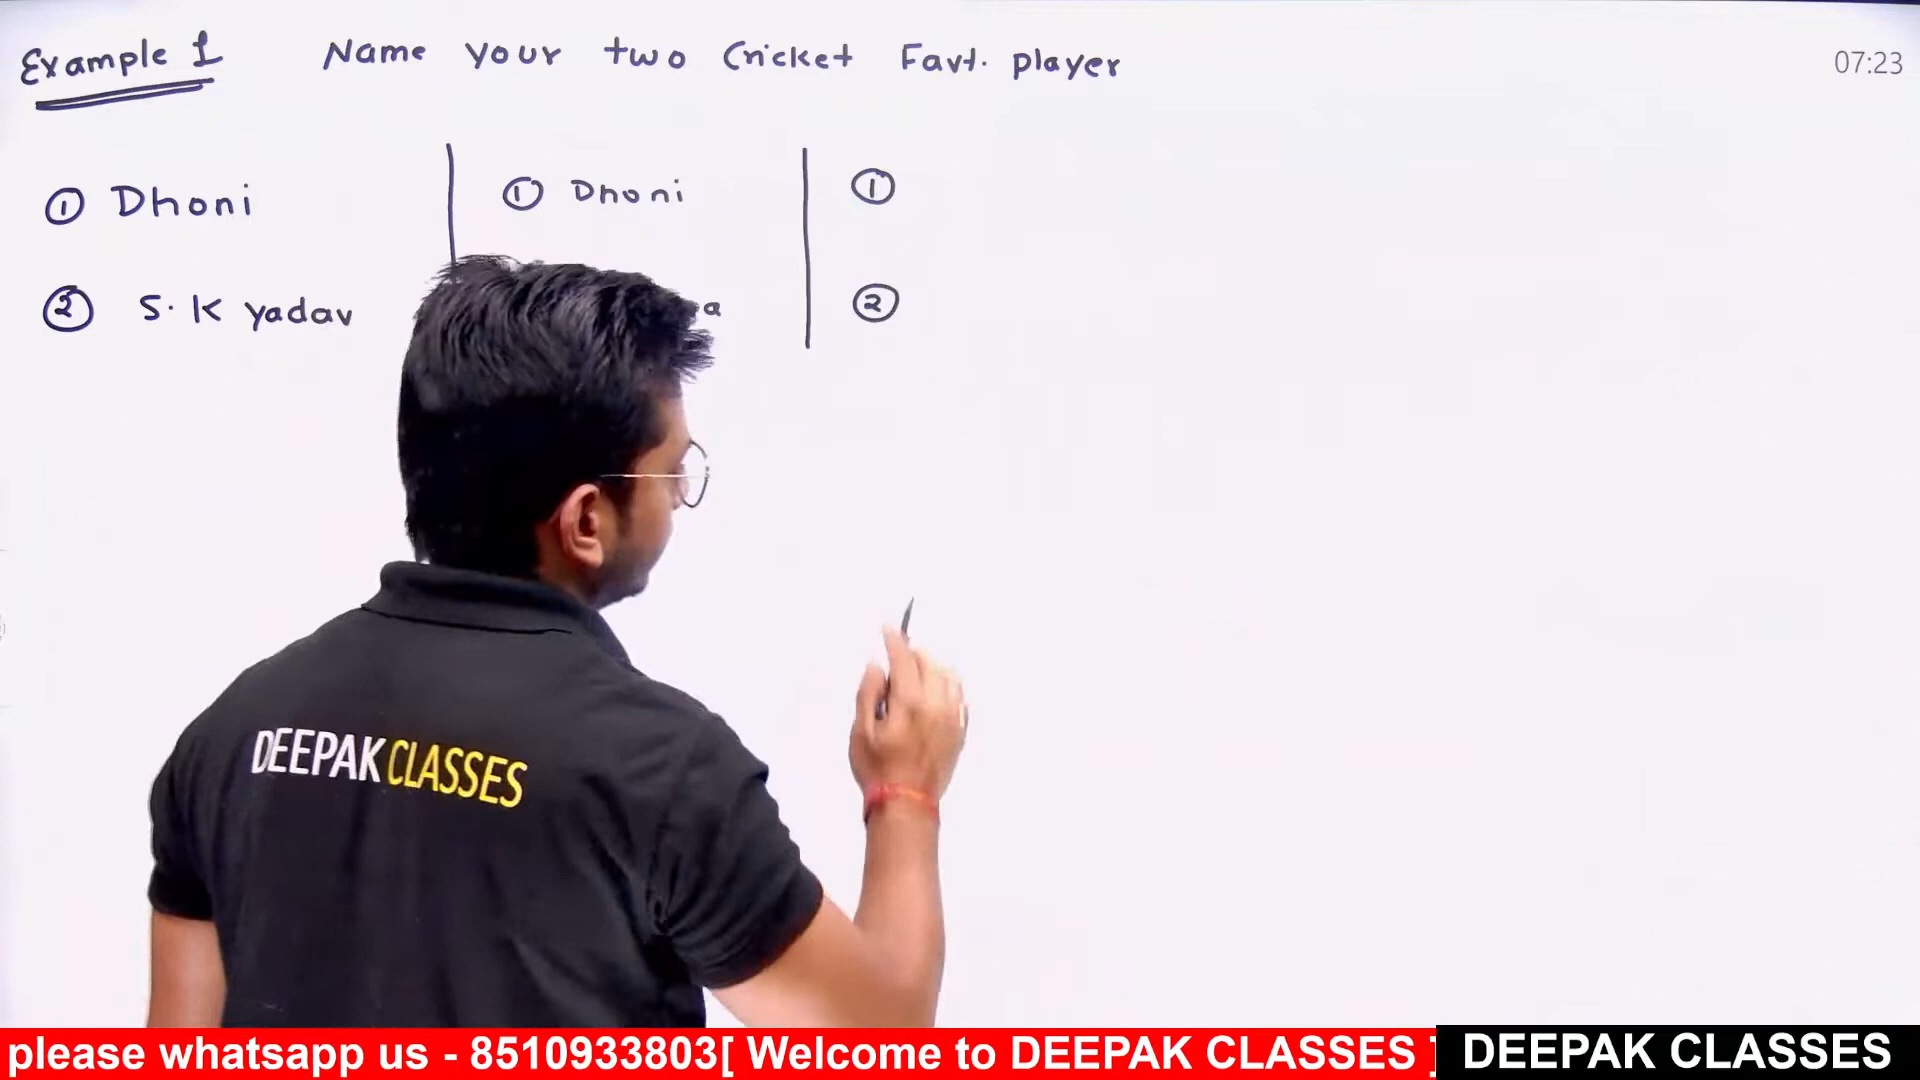 Example 1 Name your two Cricket Favt. player
07:23
① Dhoni
② S. K yadav
① Dhoni
a
①
②
DEEPAK CLASSES
please whatsapp us - 8510933803[ Welcome to DEEPAK CLASSES ]
DEEPAK CLASSES